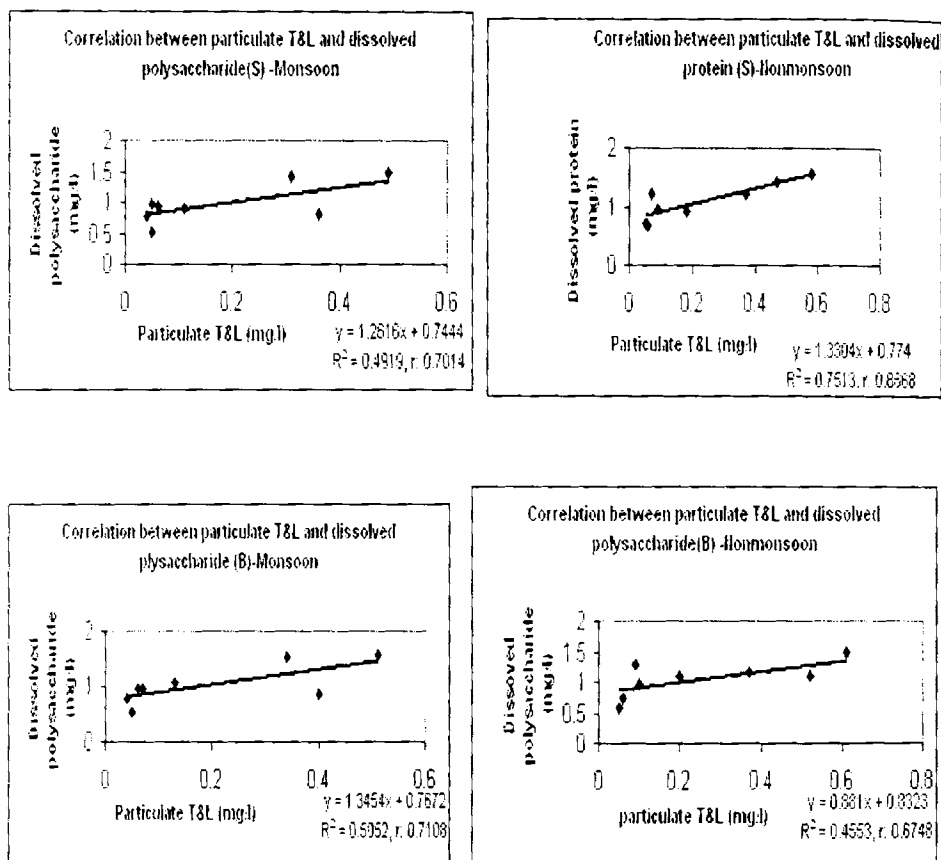 Correlation between particulate T&L and dissolved
polysaccharide(S) -Monsoon
Dissolved
polysaccharide
(mg/l)
2
1.5
1
0.5
0
0 0.2 0.4 0.6
Particulate T&L (mg/l)
y = 1.2616x + 0.7444
R² = 0.4919, r: 0.7014
Correlation between particulate T&L and dissolved
protein (S)-Nonmonsoon
Dissolved protein
(mg/l)
2
1
0
0 0.2 0.4 0.6 0.8
Particulate T&L (mg/l)
y = 1.3304x + 0.774
R² = 0.7513, r: 0.8668
Correlation between particulate T&L and dissolved
plysaccharide (B)-Monsoon
Dissolved
polysaccharide
(mg/l)
2
1
0
0 0.2 0.4 0.6
Particulate T&L (mg/l)
y = 1.3454x + 0.7672
R² = 0.5052, r: 0.7108
Correlation between particulate T&L and dissolved
polysaccharide(B) -Nonmonsoon
Dissoved
polysaccharide
(mg/l)
2
1.5
1
0.5
0
0 0.2 0.4 0.6 0.8
particulate T&L (mg/l)
y = 0.881x + 0.8323
R² = 0.4553, r: 0.6748